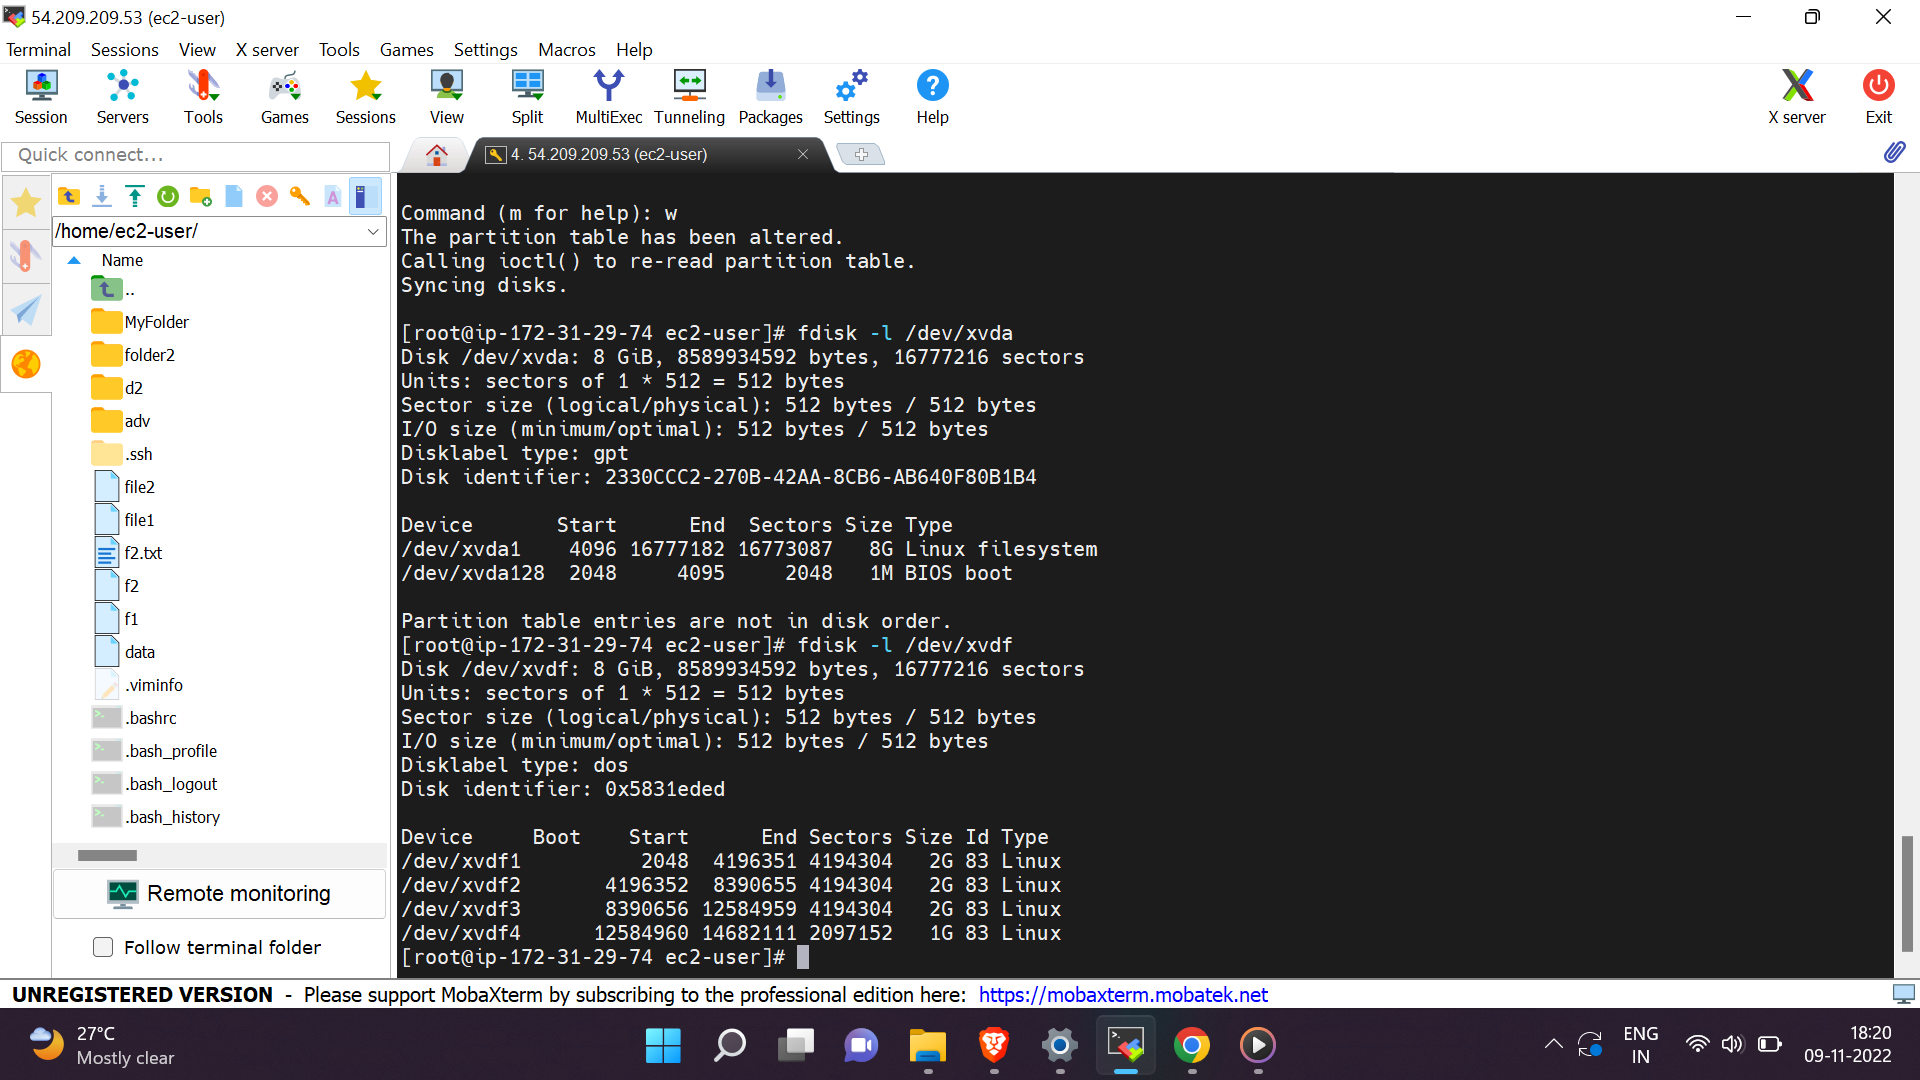 54.209.209.53 (ec2-user)
Terminal Sessions View X server Tools Games Settings Macros Help
Session Servers Tools Games Sessions View Split MultiExec Tunneling Packages Settings Help X server Exit
Quick connect...
4. 54.209.209.53 (ec2-user)
/home/ec2-user/
Name
..
MyFolder
folder2
d2
adv
.ssh
file2
file1
f2.txt
f2
f1
data
.viminfo
.bashrc
.bash_profile
.bash_logout
.bash_history
Remote monitoring
Follow terminal folder
Command (m for help): w
The partition table has been altered.
Calling ioctl() to re-read partition table.
Syncing disks.
[root@ip-172-31-29-74 ec2-user]# fdisk -l /dev/xvda
Disk /dev/xvda: 8 GiB, 8589934592 bytes, 16777216 sectors
Units: sectors of 1 * 512 = 512 bytes
Sector size (logical/physical): 512 bytes / 512 bytes
I/O size (minimum/optimal): 512 bytes / 512 bytes
Disklabel type: gpt
Disk identifier: 2330CCC2-270B-42AA-8CB6-AB640F80B1B4
Device Start End Sectors Size Type
/dev/xvda1 4096 16777182 16773087 8G Linux filesystem
/dev/xvda128 2048 4095 2048 1M BIOS boot
Partition table entries are not in disk order.
[root@ip-172-31-29-74 ec2-user]# fdisk -l /dev/xvdf
Disk /dev/xvdf: 8 GiB, 8589934592 bytes, 16777216 sectors
Units: sectors of 1 * 512 = 512 bytes
Sector size (logical/physical): 512 bytes / 512 bytes
I/O size (minimum/optimal): 512 bytes / 512 bytes
Disklabel type: dos
Disk identifier: 0x5831eded
Device Boot Start End Sectors Size Id Type
/dev/xvdf1 2048 4196351 4194304 2G 83 Linux
/dev/xvdf2 4196352 8390655 4194304 2G 83 Linux
/dev/xvdf3 8390656 12584959 4194304 2G 83 Linux
/dev/xvdf4 12584960 14682111 2097152 1G 83 Linux
[root@ip-172-31-29-74 ec2-user]#
UNREGISTERED VERSION - Please support MobaXterm by subscribing to the professional edition here: https://mobaxterm.mobatek.net
27°C
Mostly clear
ENG
IN
18:20
09-11-2022